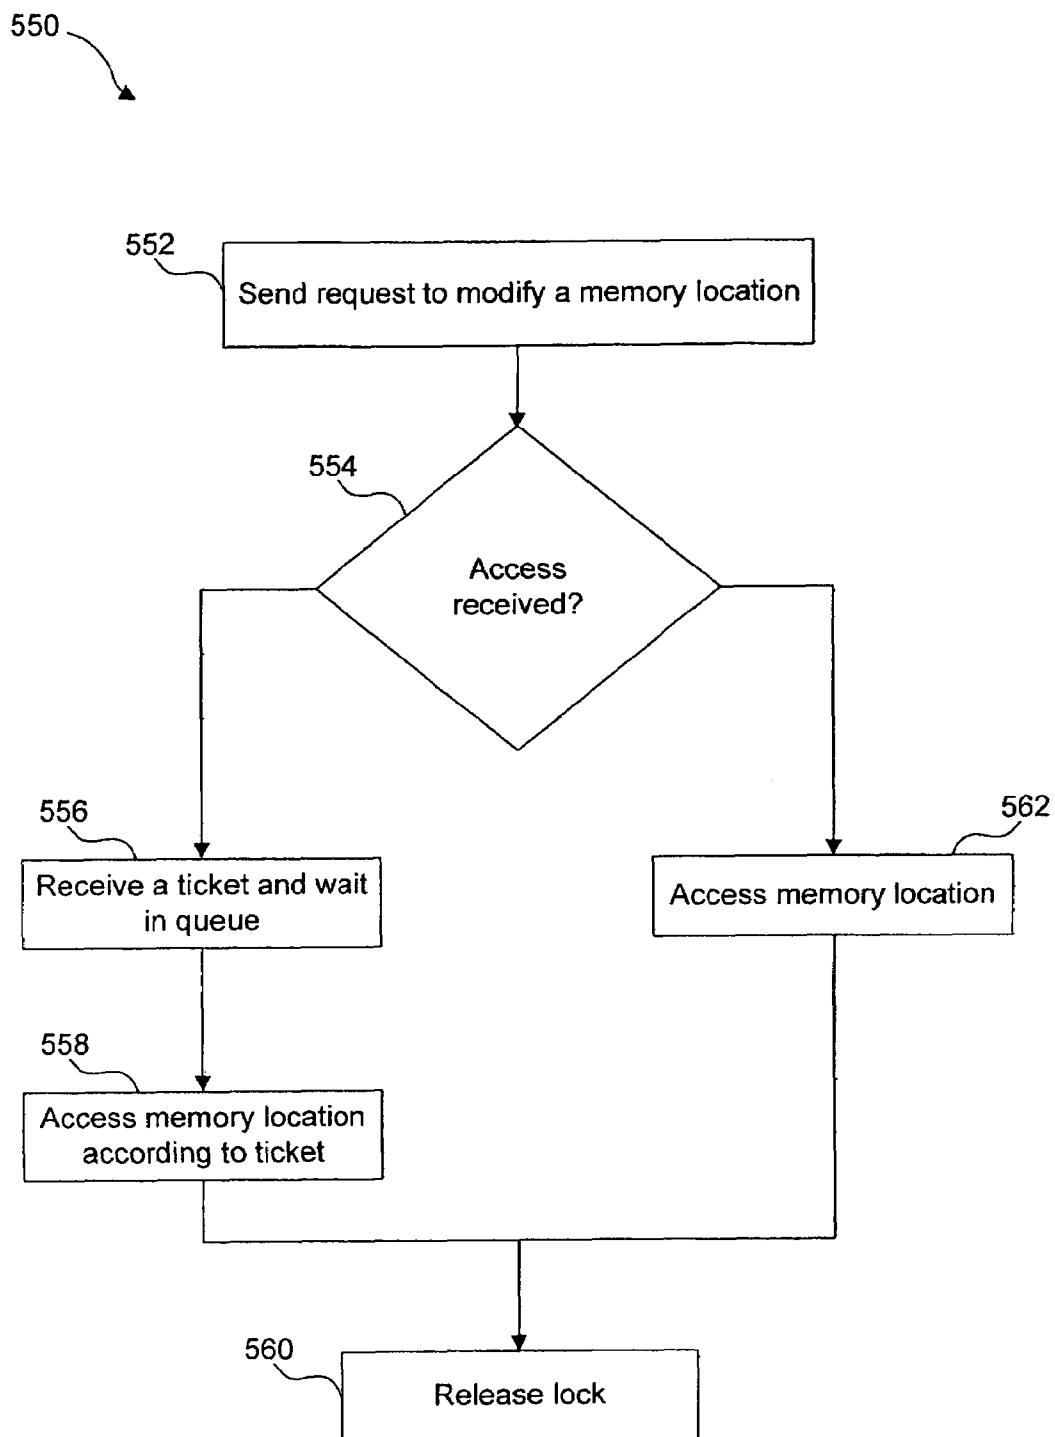 550
552
Send request to modify a memory location
554
Access
received?
556
Receive a ticket and wait
in queue
562
Access memory location
558
Access memory location
according to ticket
560
Release lock